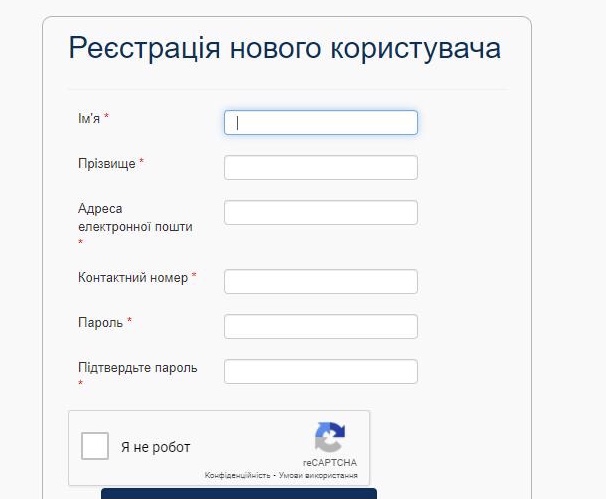 Реєстрація нового користувача
Ім'я *
Прізвище *
Адреса
електронної пошти
*
Контактний номер *
Пароль *
Підтвердьте пароль
*
Я не робот
reCAPTCHA
Конфіденційність - Умови використання